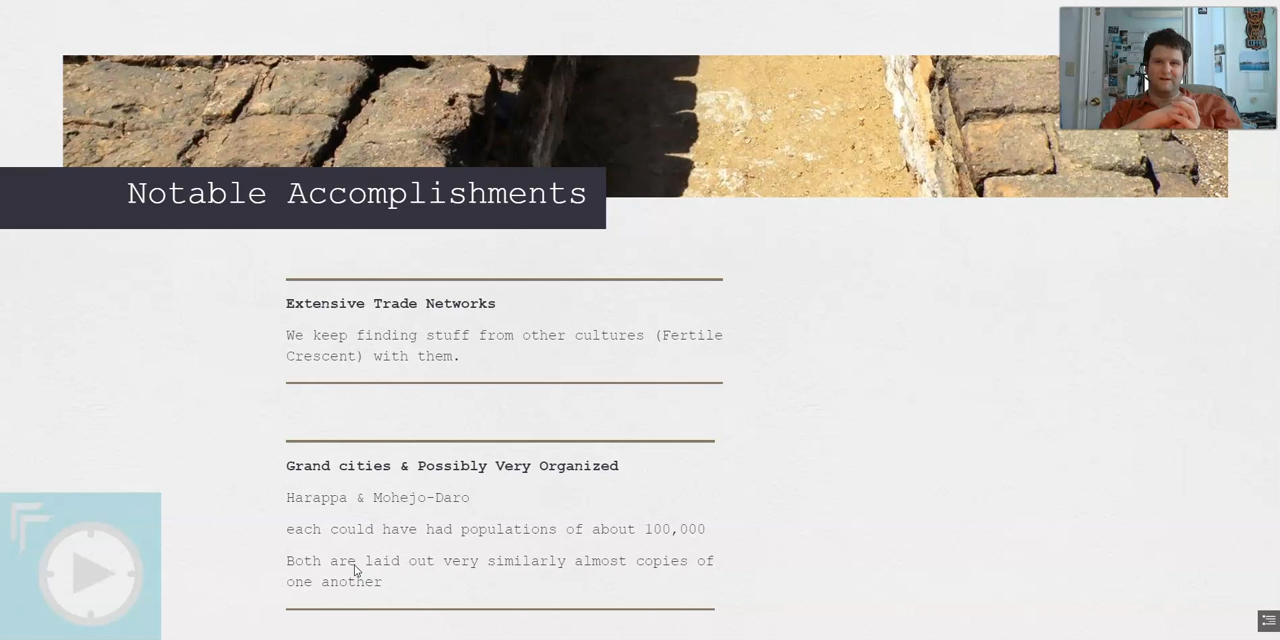 Notable Accomplishments
Extensive Trade Networks
We keep finding stuff from other cultures (Fertile
Crescent) with them.
Grand cities & Possibly Very Organized
Harappa & Mohejo-Daro
each could have had populations of about 100,000
Both are laid out very similarly almost copies of
one another